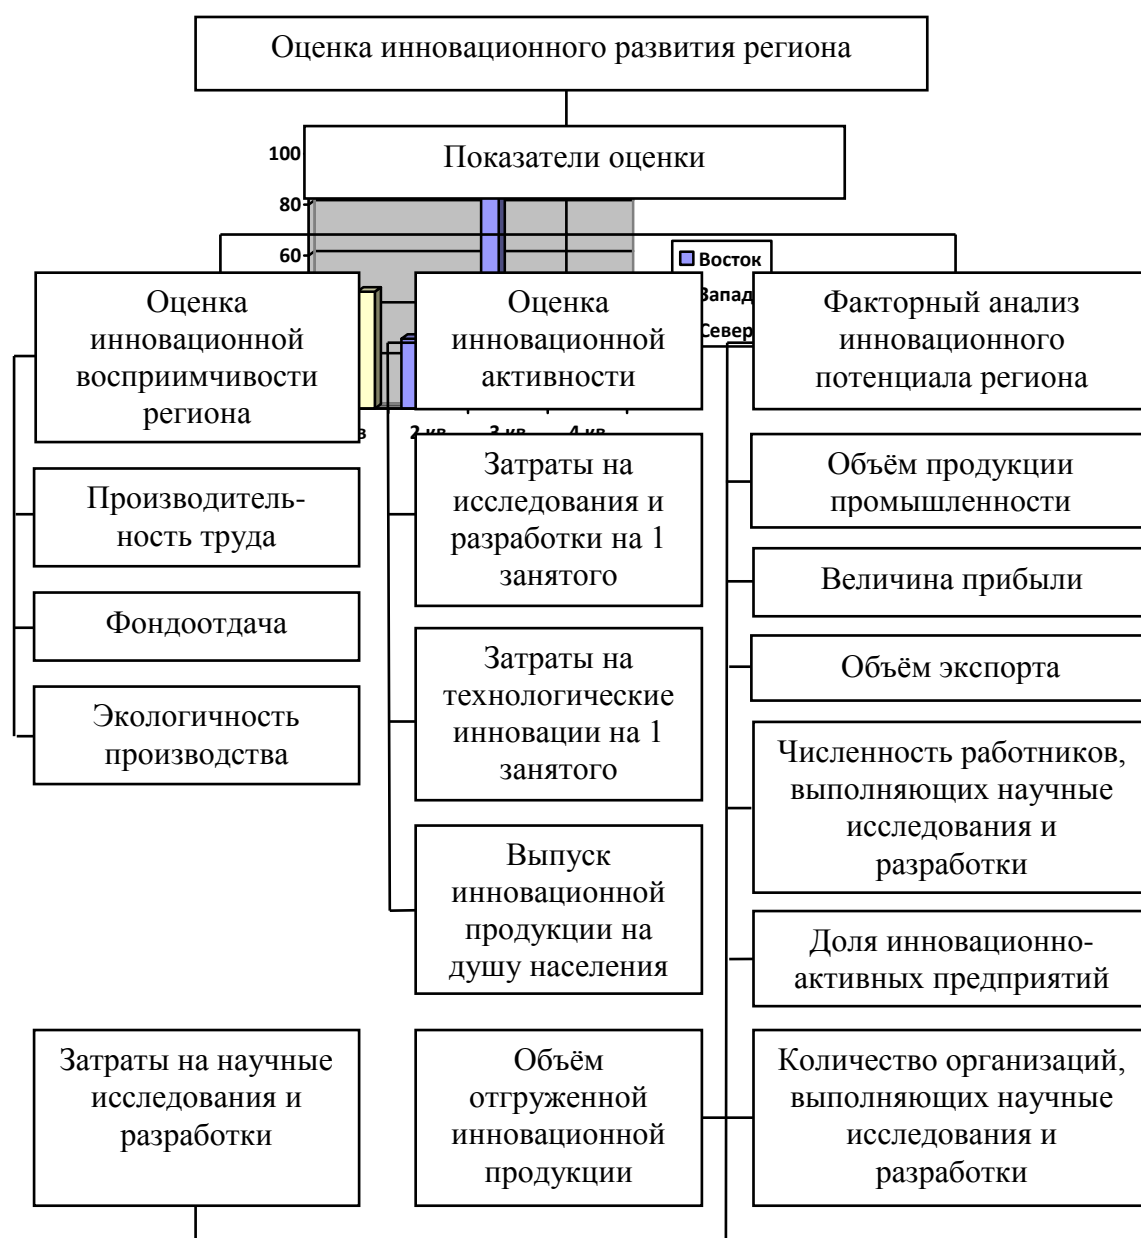 Оценка инновационного развития региона
Показатели оценки
100
80
60
Восток
Запад
Север
Оценка
инновационной
восприимчивости
региона
Оценка
инновационной
активности
Факторный анализ
инновационного
потенциала региона
2 кв
3 кв
4 кв
Производитель-
ность труда
Фондоотдача
Экологичность
производства
Затраты на
исследования и
разработки на 1
занятого
Затраты на
технологические
инновации на 1
занятого
Выпуск
инновационной
продукции на
душу населения
Объём продукции
промышленности
Величина прибыли
Объём экспорта
Численность работников,
выполняющих научные
исследования и
разработки
Доля инновационно-
активных предприятий
Затраты на научные
исследования и
разработки
Объём
отгруженной
инновационной
продукции
Количество организаций,
выполняющих научные
исследования и
разработки